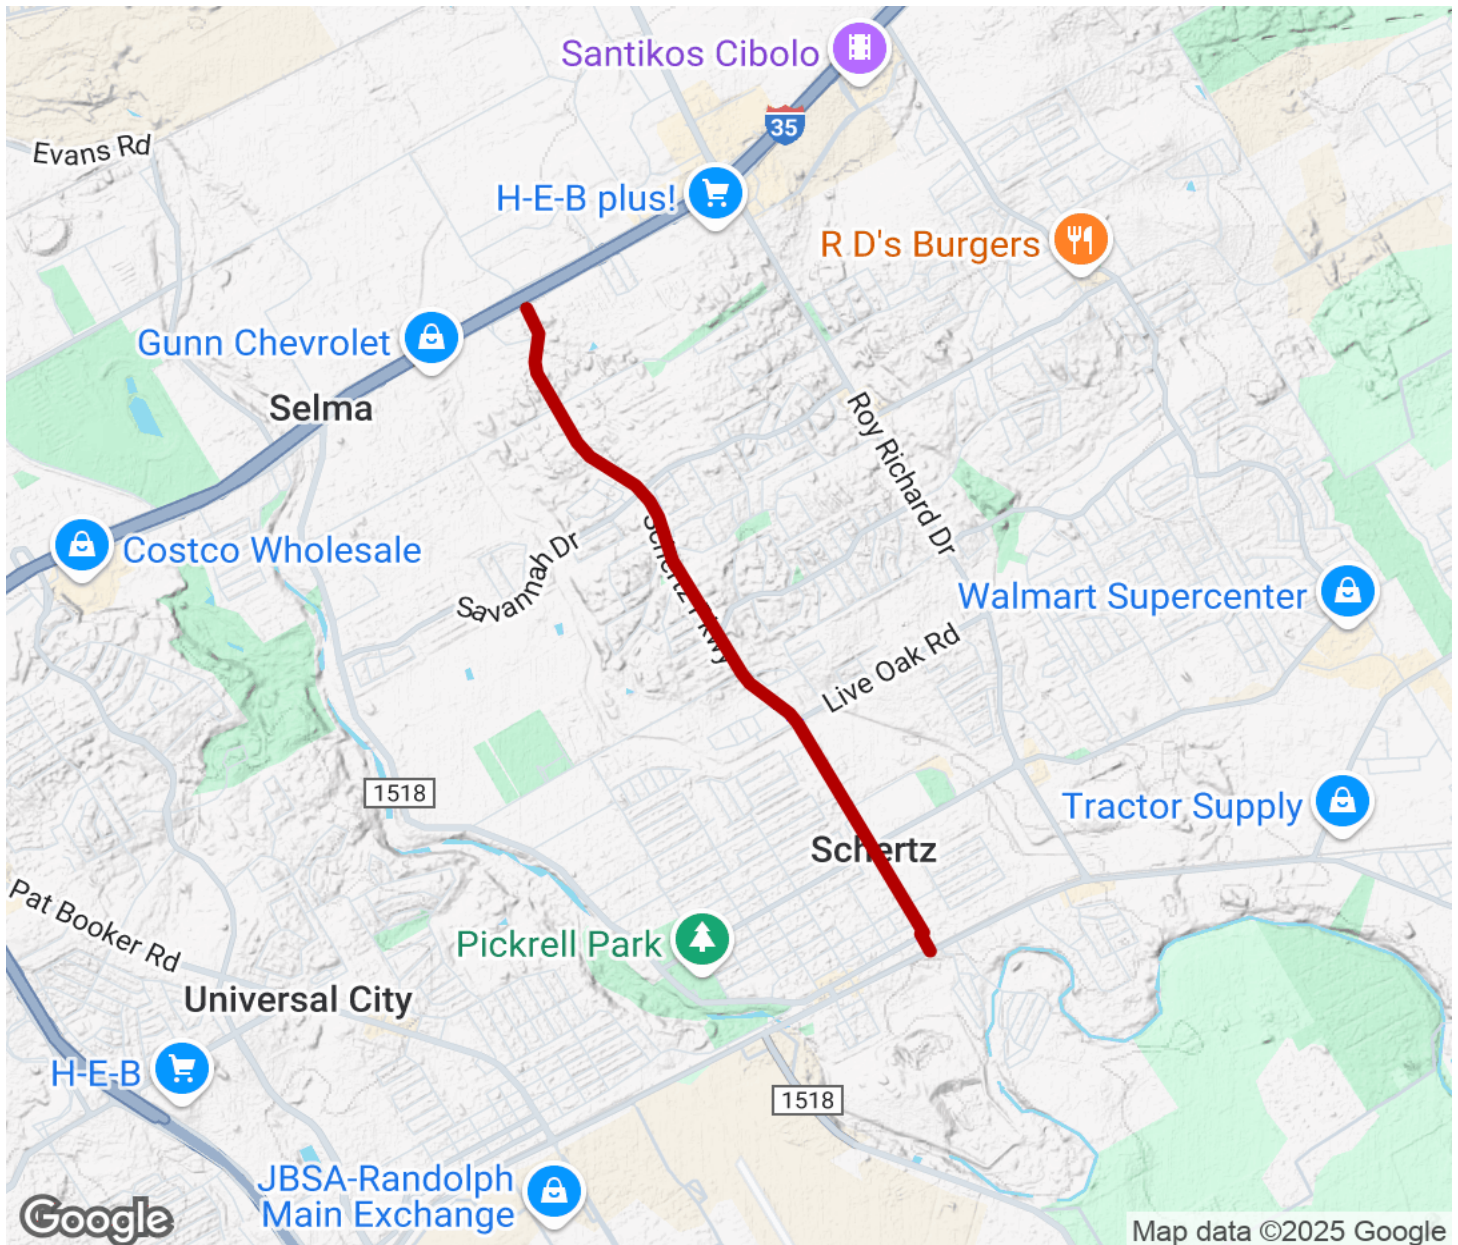 Santikos Cibolo
35
Evans Rd
H-E-B plus!
R D's Burgers
Gunn Chevrolet
Selma
Roy Richard Dr
Costco Wholesale
Savannah Dr
Schertz Pkwy
Walmart Supercenter
Live Oak Rd
1518
Tractor Supply
Schertz
Pat Booker Rd
Pickrell Park
Universal City
H-E-B
1518
JBSA-Randolph
Main Exchange
Google
Map data ©2025 Google